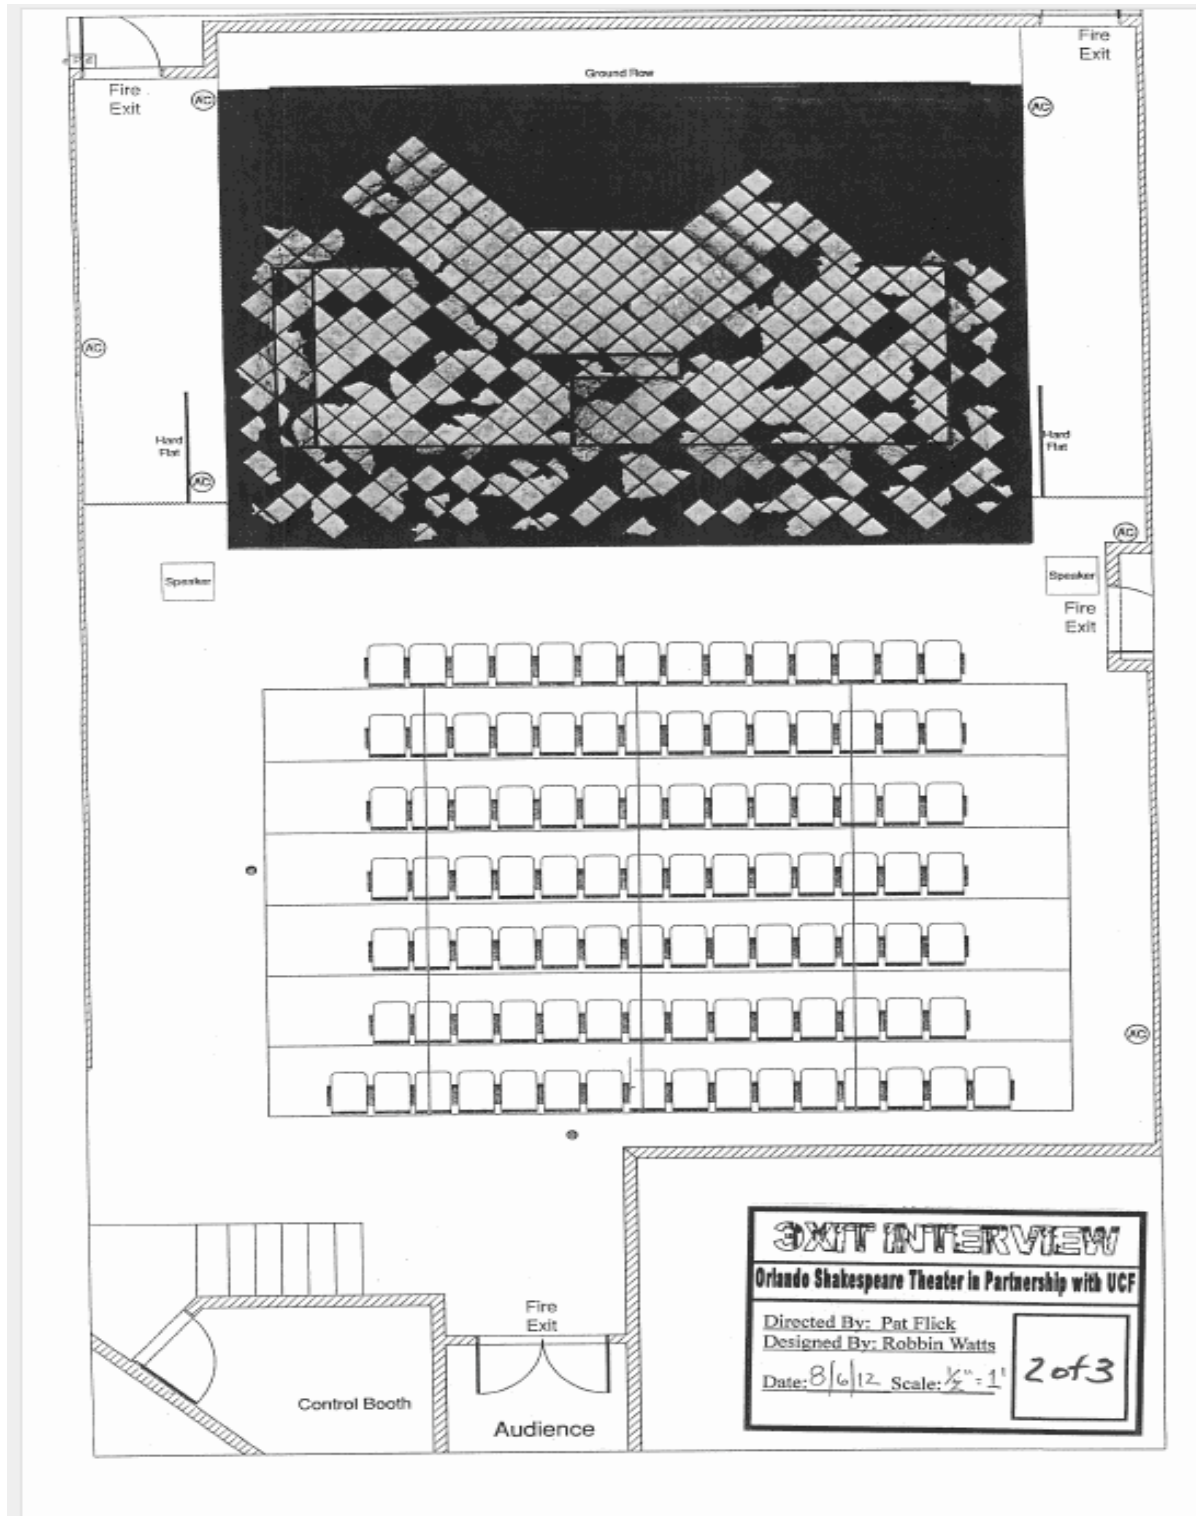 Fire
Exit
Ground Row
Fire
Exit
AC
AC
AC
Hard
Flat
AC
Hard
Flat
AC
Speaker
Speaker
Fire
Exit
AC
3XIT INTERVIEW
Orlando Shakespeare Theater in Partnership with UCF
Directed By: Pat Flick
Designed By: Robbin Watts
Date: 8/6/12 Scale: ½" = 1'
2 of 3
Fire
Exit
Control Booth
Audience